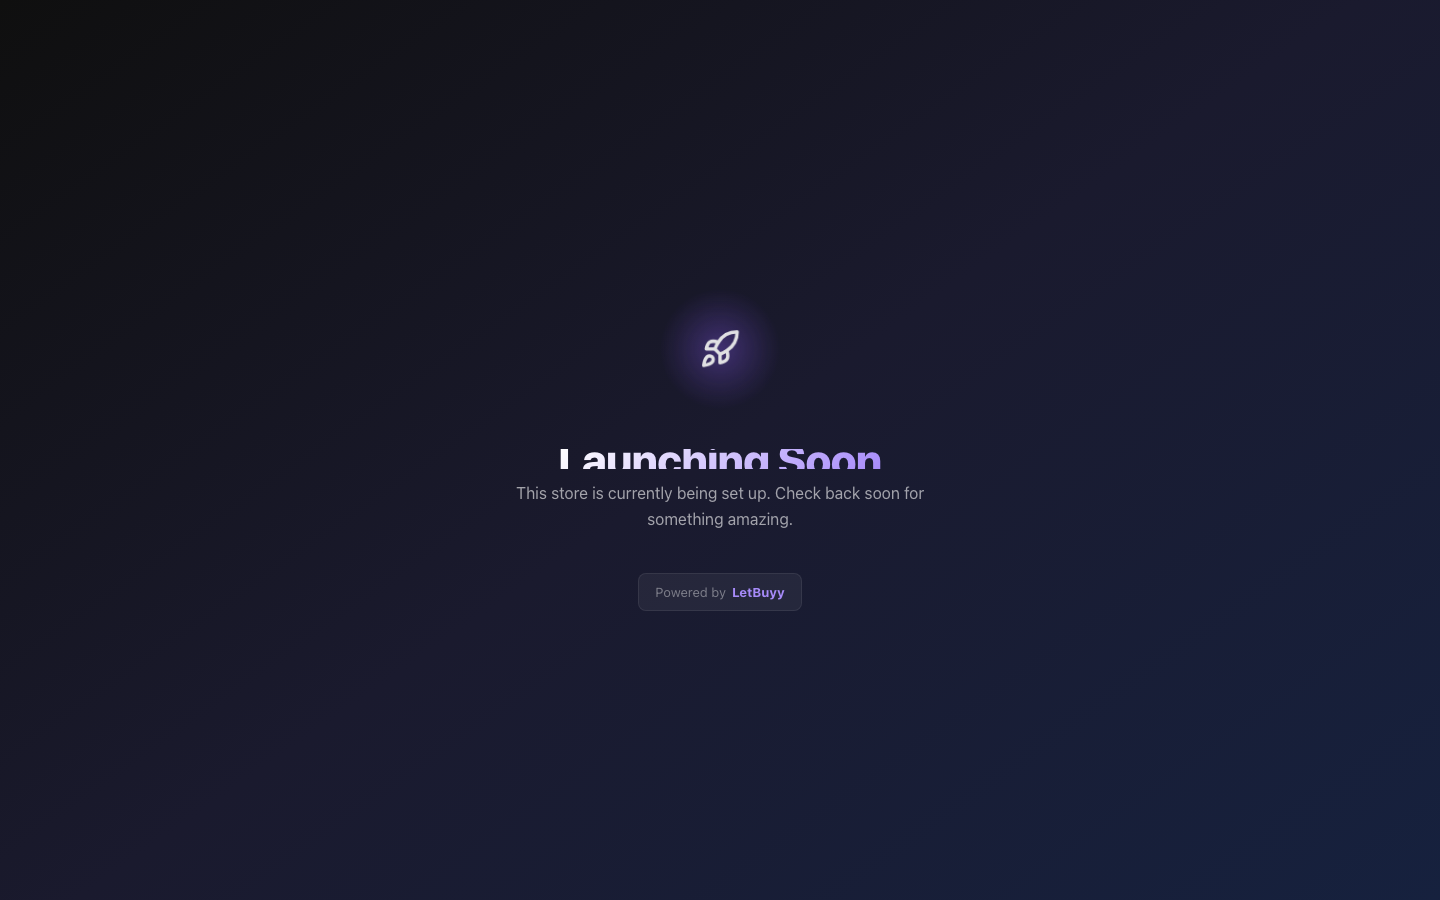 Launching Soon
This store is currently being set up. Check back soon for
something amazing.
Powered by LetBuyy